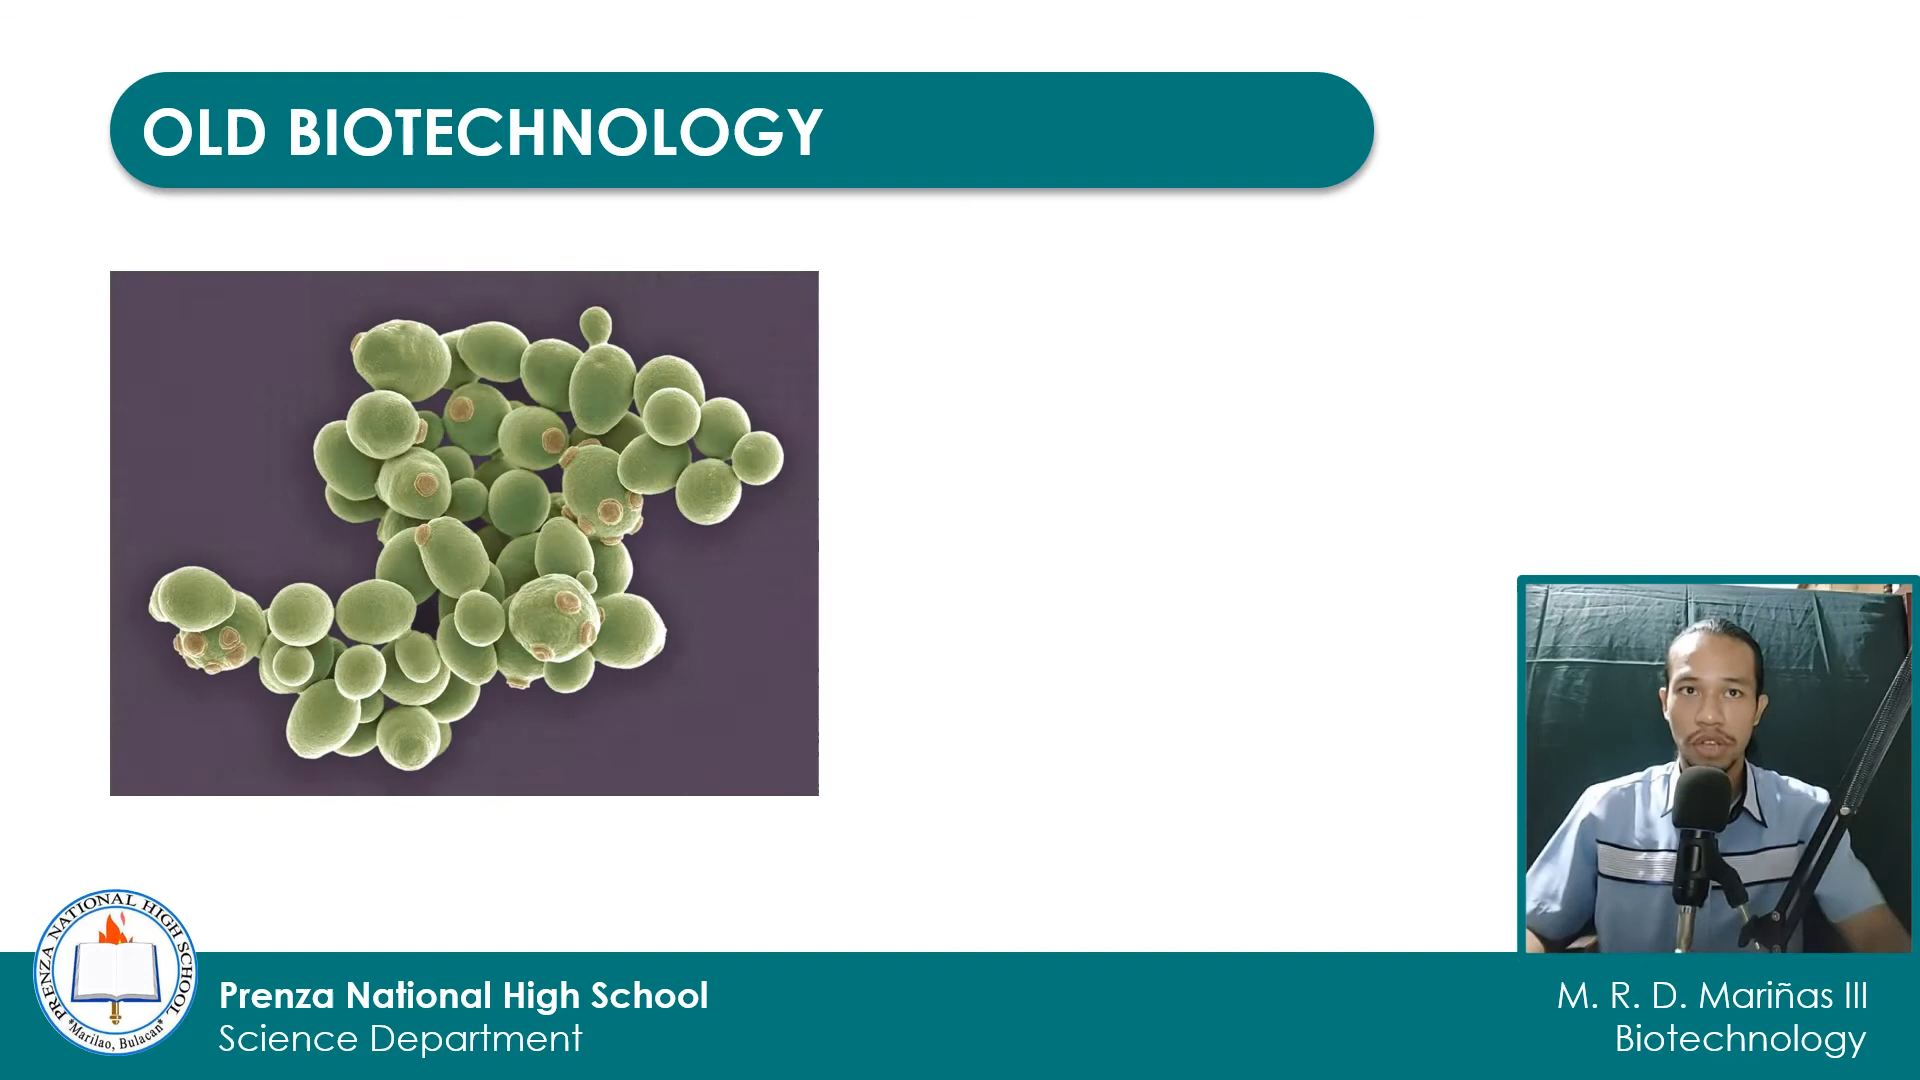 OLD BIOTECHNOLOGY
PRENZA NATIONAL HIGH SCHOOL
*Marilao, Bulacan*
Prenza National High School
Science Department
M. R. D. Mariñas III
Biotechnology